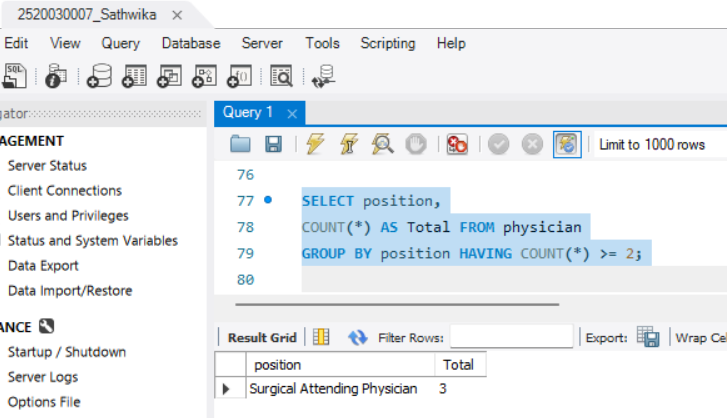 2520030007_Sathwika ×
Edit View Query Database Server Tools Scripting Help
SQL
gator
AGEMENT
Server Status
Client Connections
Users and Privileges
Status and System Variables
Data Export
Data Import/Restore
ANCE
Startup / Shutdown
Server Logs
Options File
Query 1 ×
Limit to 1000 rows
76
77 SELECT position,
78 COUNT(*) AS Total FROM physician
79 GROUP BY position HAVING COUNT(*) >= 2;
80
Result Grid Filter Rows: Export: Wrap Cel
position Total
Surgical Attending Physician 3